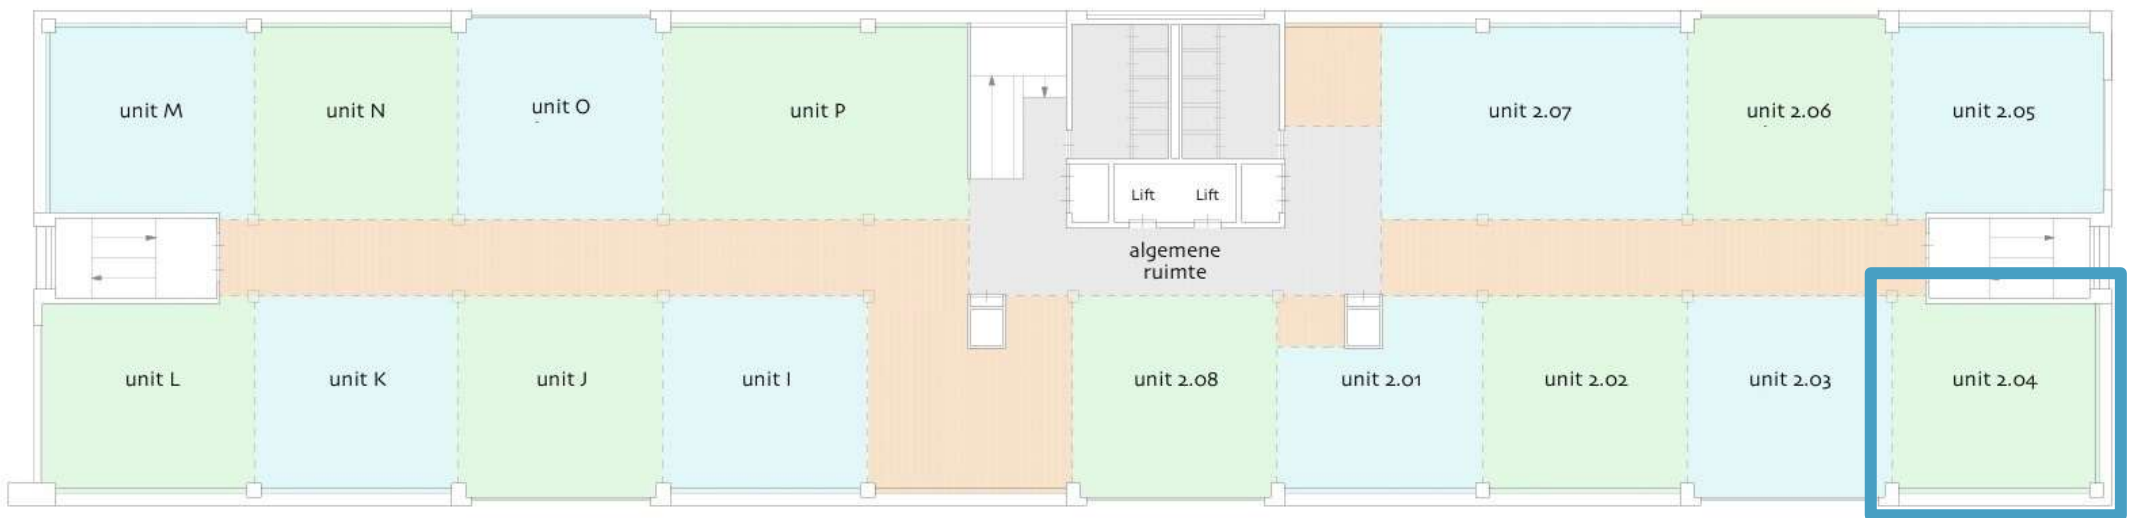 unit M
unit N
unit O
unit P
unit 2.07
unit 2.06
unit 2.05
Lift
Lift
algemene
ruimte
unit L
unit K
unit J
unit I
unit 2.08
unit 2.01
unit 2.02
unit 2.03
unit 2.04